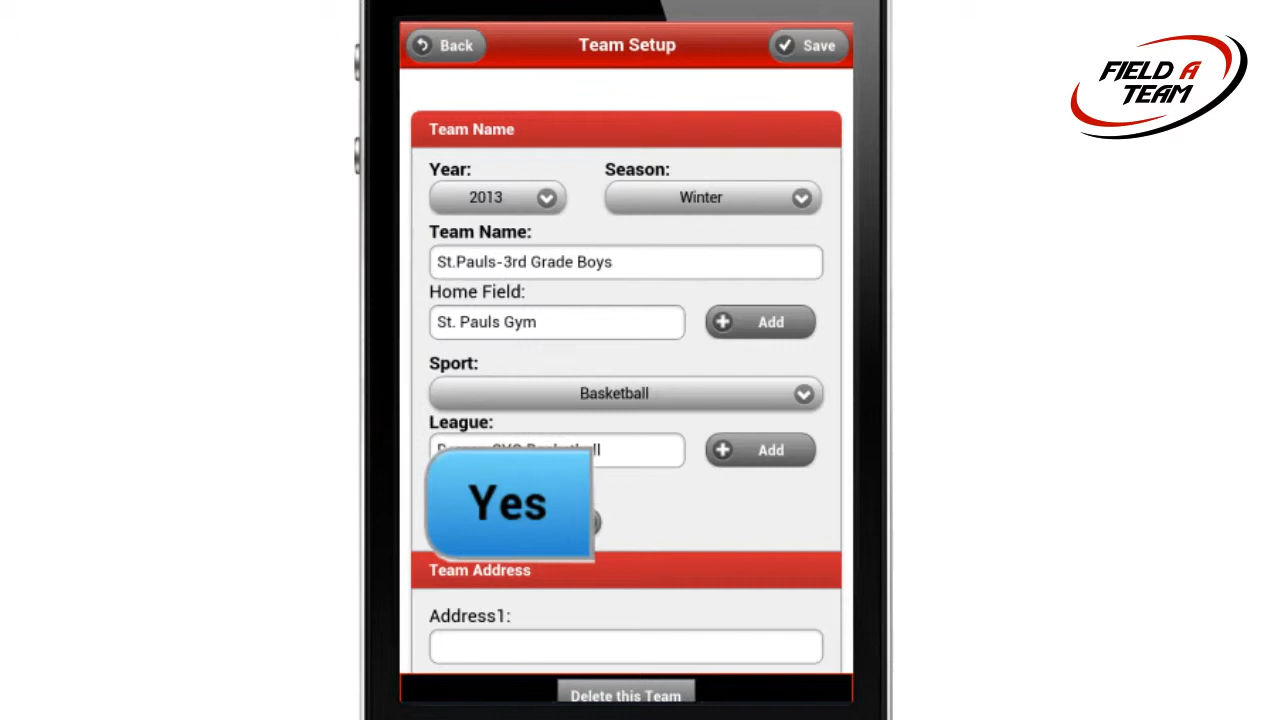 Back
Team Setup
Save
FIELD A
TEAM
Team Name
Year:
Season:
2013
Winter
Team Name:
St.Pauls-3rd Grade Boys
Home Field:
St. Pauls Gym
Add
Sport:
Basketball
League:
Add
Yes
Team Address
Address1:
Delete this Team